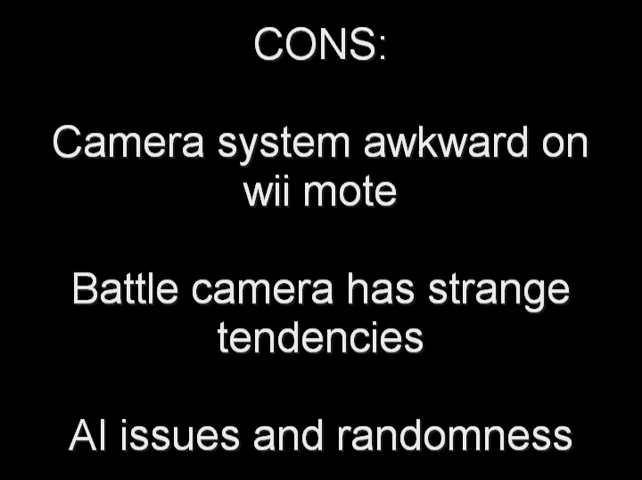 CONS:
Camera system awkward on
wii mote
Battle camera has strange
tendencies
AI issues and randomness